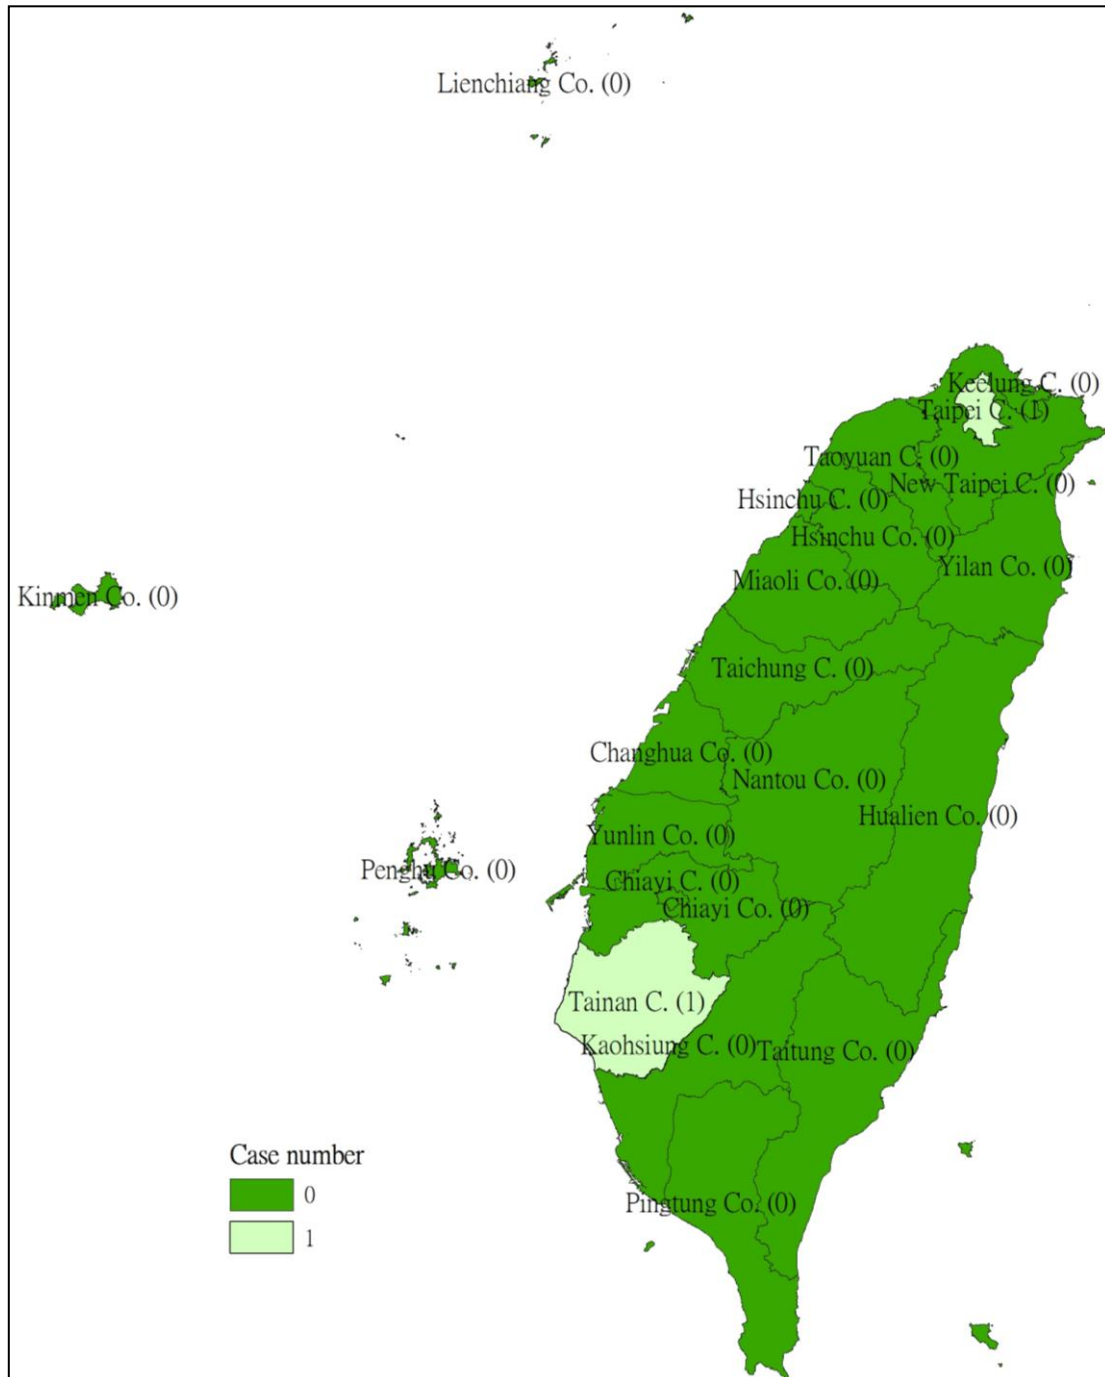 Lienchiang Co. (0)
Keelung C. (0)
Taipei C. (1)
Taoyuan C. (0)
New Taipei C. (0)
Hsinchu C. (0)
Hsinchu Co. (0)
Yilan Co. (0)
Miaoli Co. (0)
Kinmen Co. (0)
Taichung C. (0)
Changhua Co. (0)
Nantou Co. (0)
Hualien Co. (0)
Yunlin Co. (0)
Penghu Co. (0)
Chiayi C. (0)
Chiayi Co. (0)
Tainan C. (1)
Kaohsiung C. (0)
Taitung Co. (0)
Case number
0
1
Pingtung Co. (0)